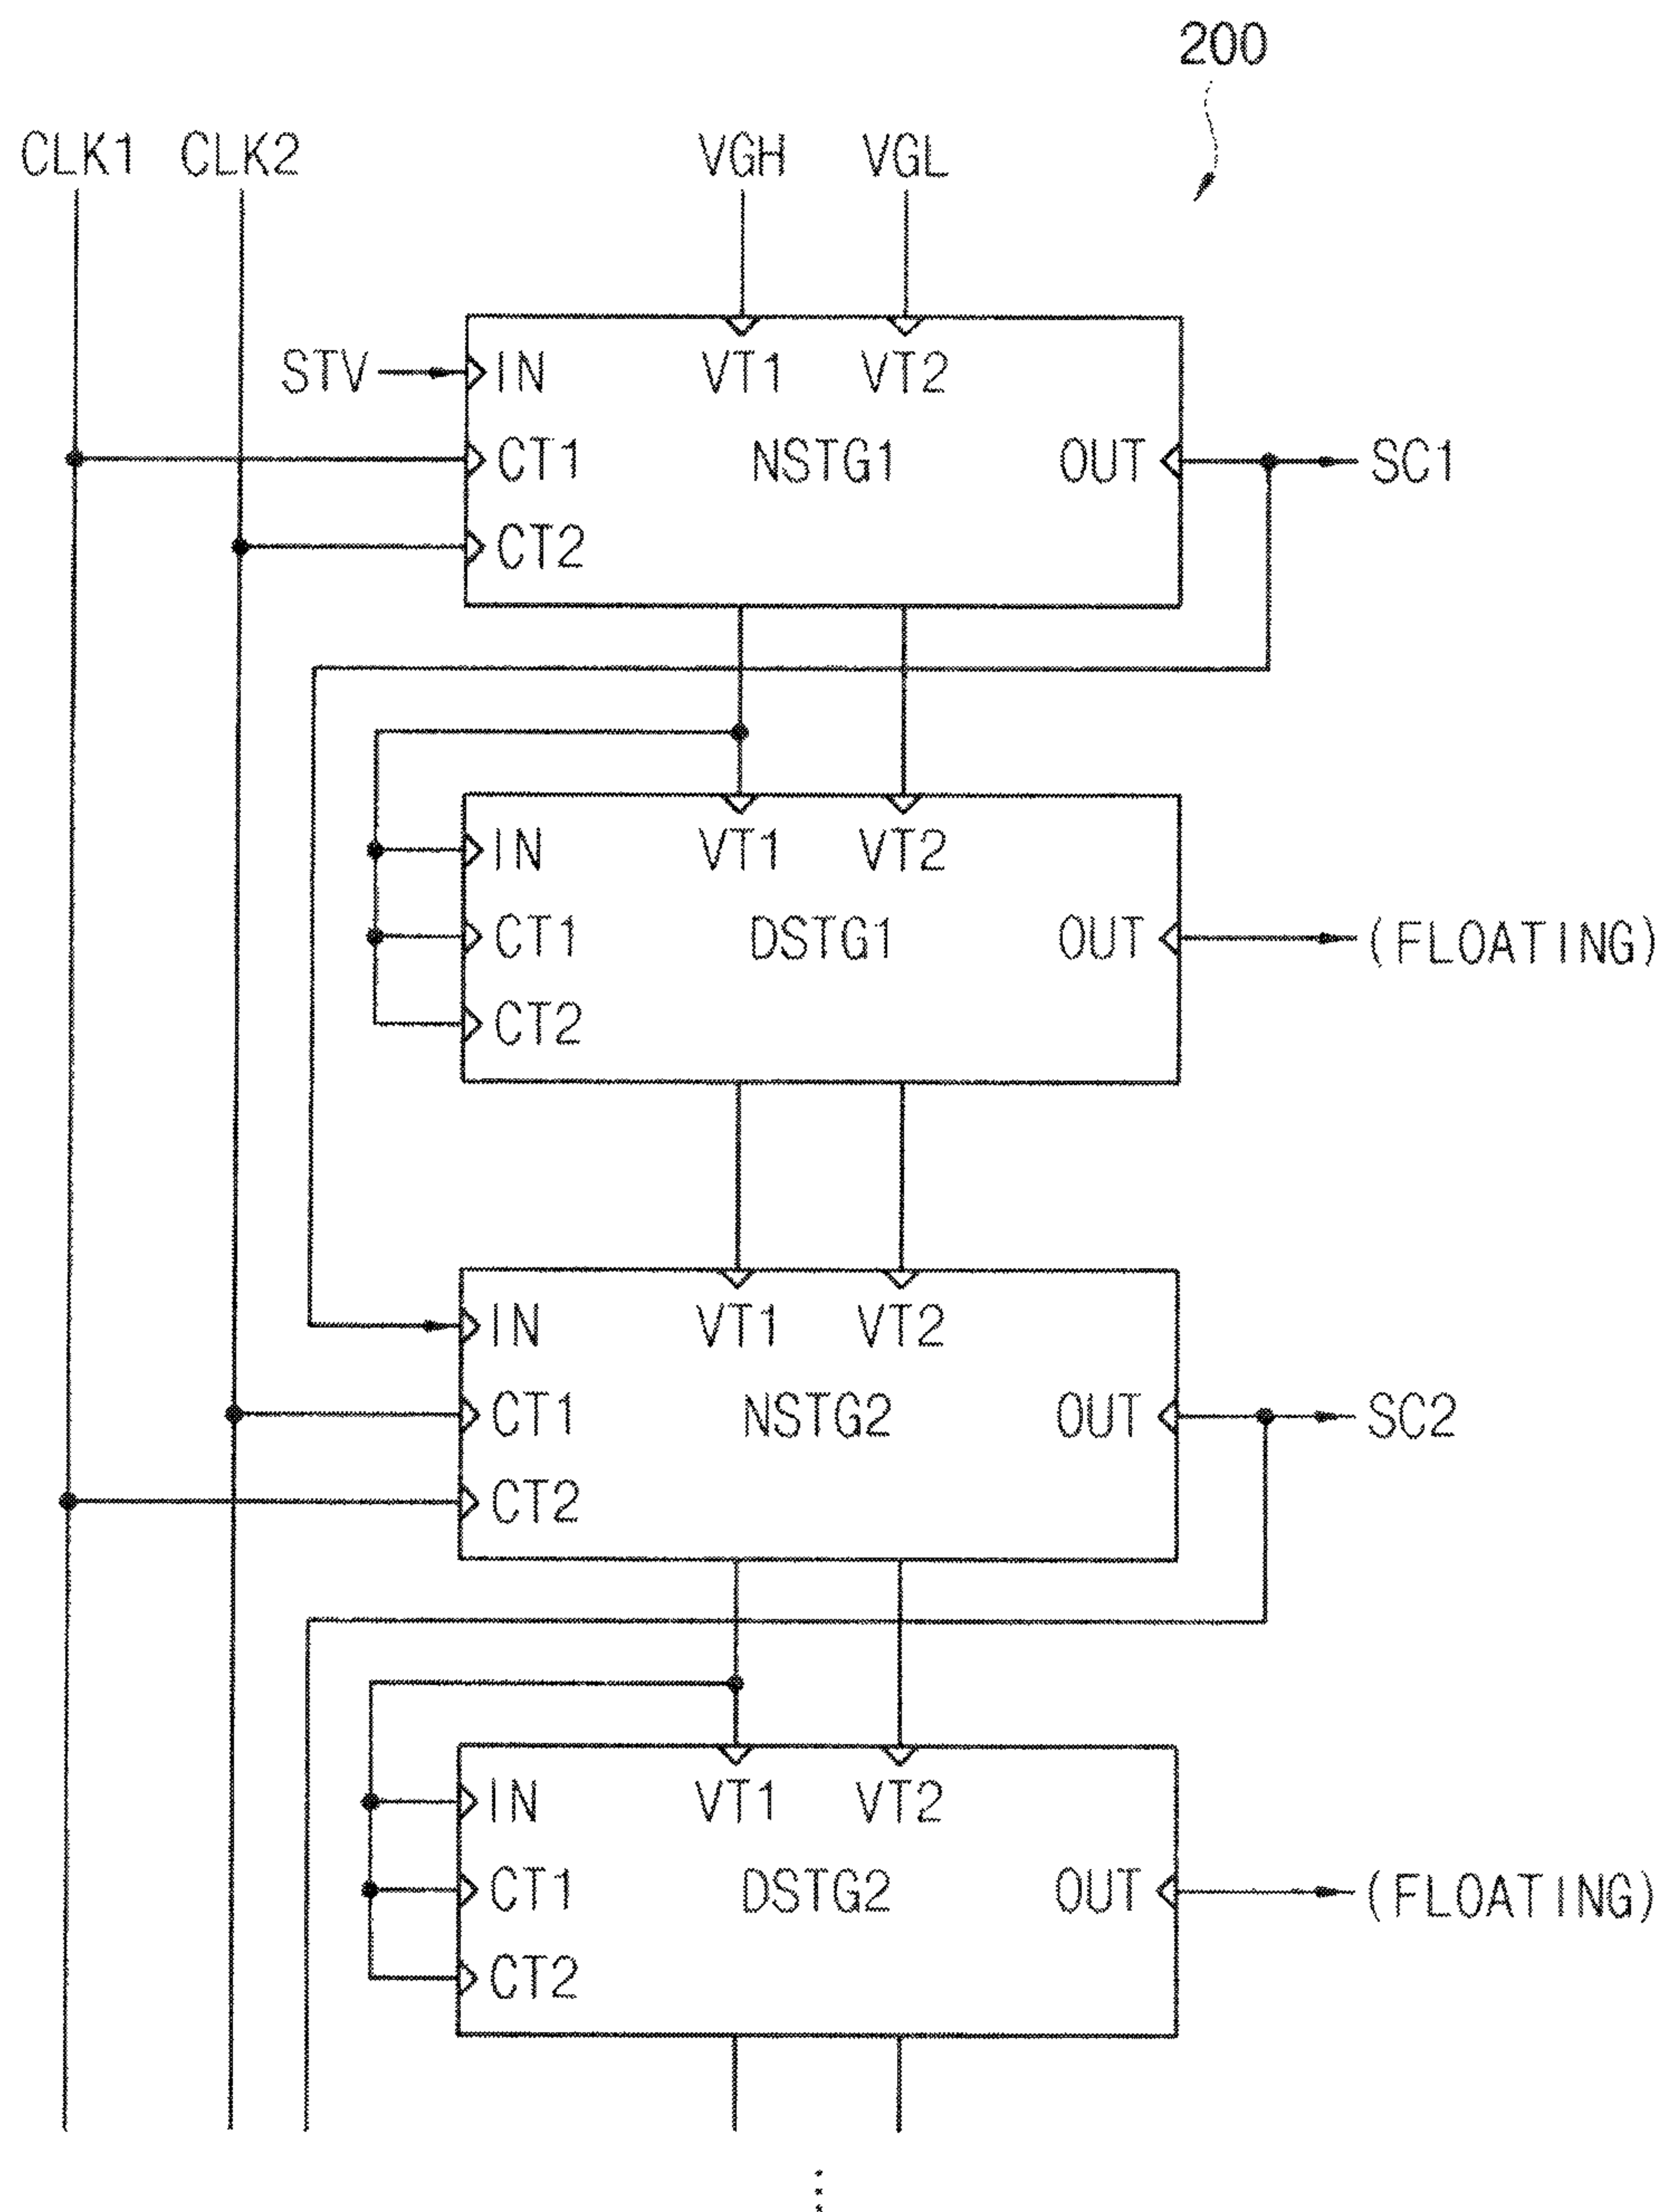 200
CLK1 CLK2 VGH VGL
STV IN VT1 VT2
CT1 NSTG1 OUT SC1
CT2
IN VT1 VT2
CT1 DSTG1 OUT (FLOATING)
CT2
IN VT1 VT2
CT1 NSTG2 OUT SC2
CT2
IN VT1 VT2
CT1 DSTG2 OUT (FLOATING)
CT2